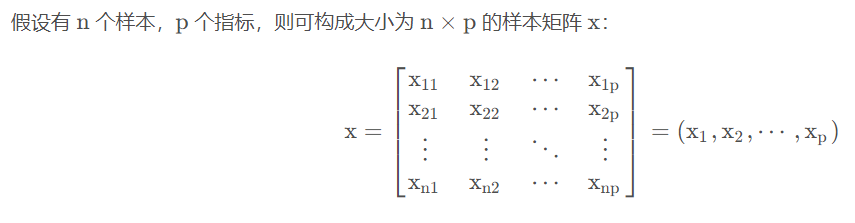 假设有 n 个样本，p 个指标，则可构成大小为 n × p 的样本矩阵 x：
x₁₁ x₁₂ ⋯ x₁ₚ
x₂₁ x₂₂ ⋯ x₂ₚ
x = ⋮ ⋮ ⋱ ⋮ = (x₁, x₂, ⋯ , xₚ)
xₙ₁ xₙ₂ ⋯ xₙₚ